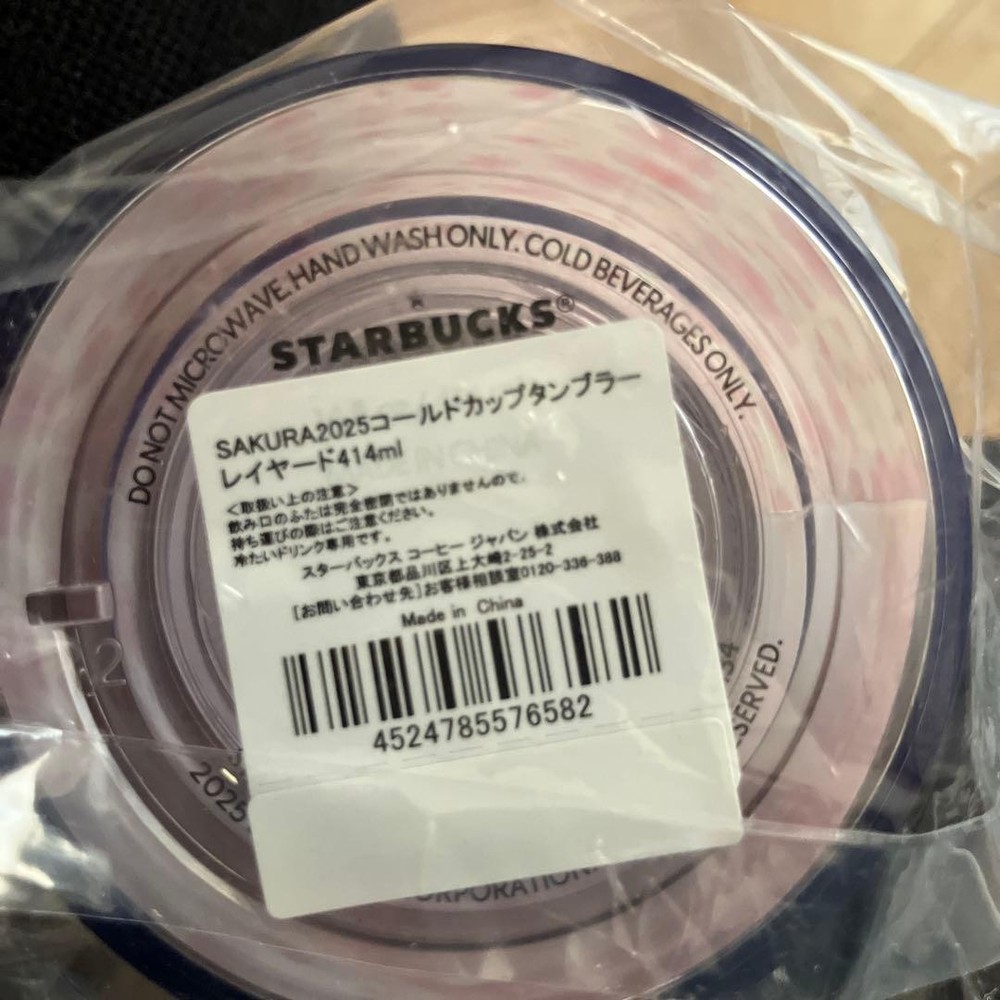 DO NOT MICROWAVE. HAND WASH ONLY. COLD BEVERAGES ONLY.
STARBUCKS®
SAKURA2025コールドカップタンブラー
レイヤード414ml
<取扱い上の注意>
飲み口のふたは完全密閉ではありませんので、
持ち運びの際はご注意ください。
冷たいドリンク専用です。
スターバックス コーヒー ジャパン 株式会社
東京都品川区上大崎2-25-2
[お問い合わせ先]お客様相談室0120-336-388
Made in China
4524785576582
2
2025